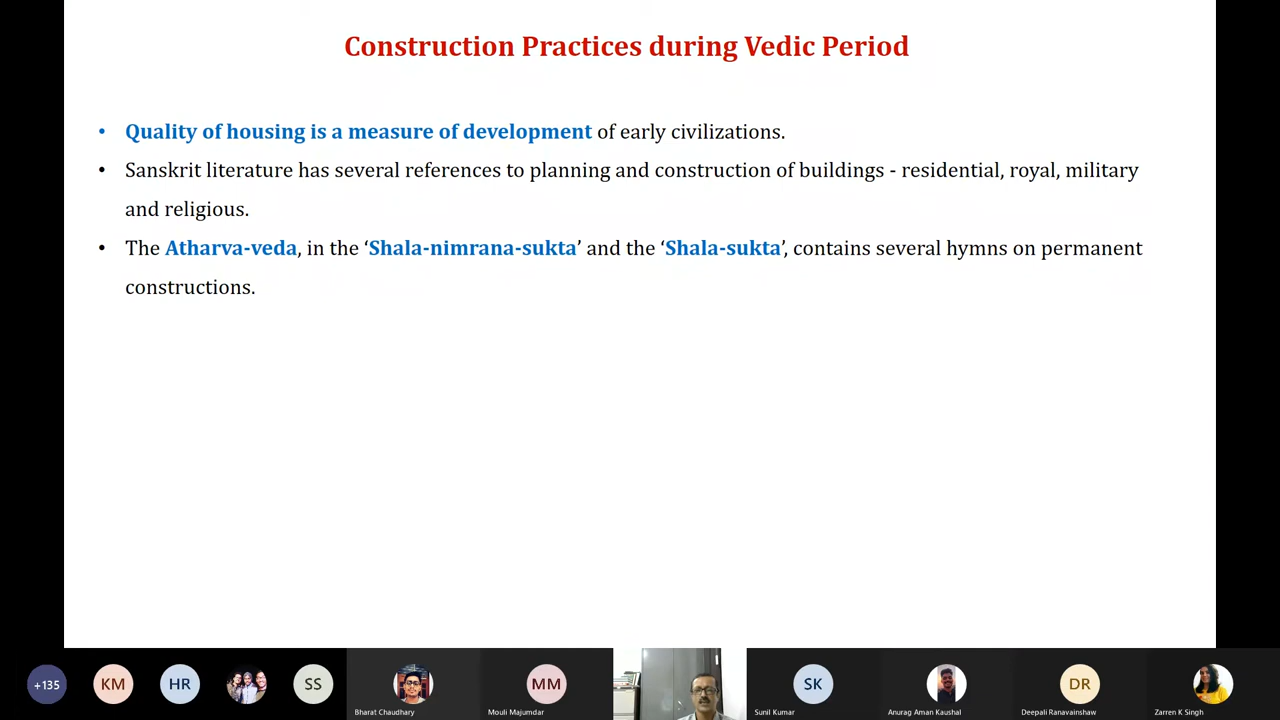 Construction Practices during Vedic Period
• Quality of housing is a measure of development of early civilizations.
• Sanskrit literature has several references to planning and construction of buildings - residential, royal, military
and religious.
• The Atharva-veda, in the ‘Shala-nimrana-sukta’ and the ‘Shala-sukta’, contains several hymns on permanent
constructions.
+135 KM HR SS MM SK DR
Bharat Chaudhary Mouli Majumdar Sunil Kumar Anurag Aman Kaushal Deepali Ranavainshaw Zarren K Singh